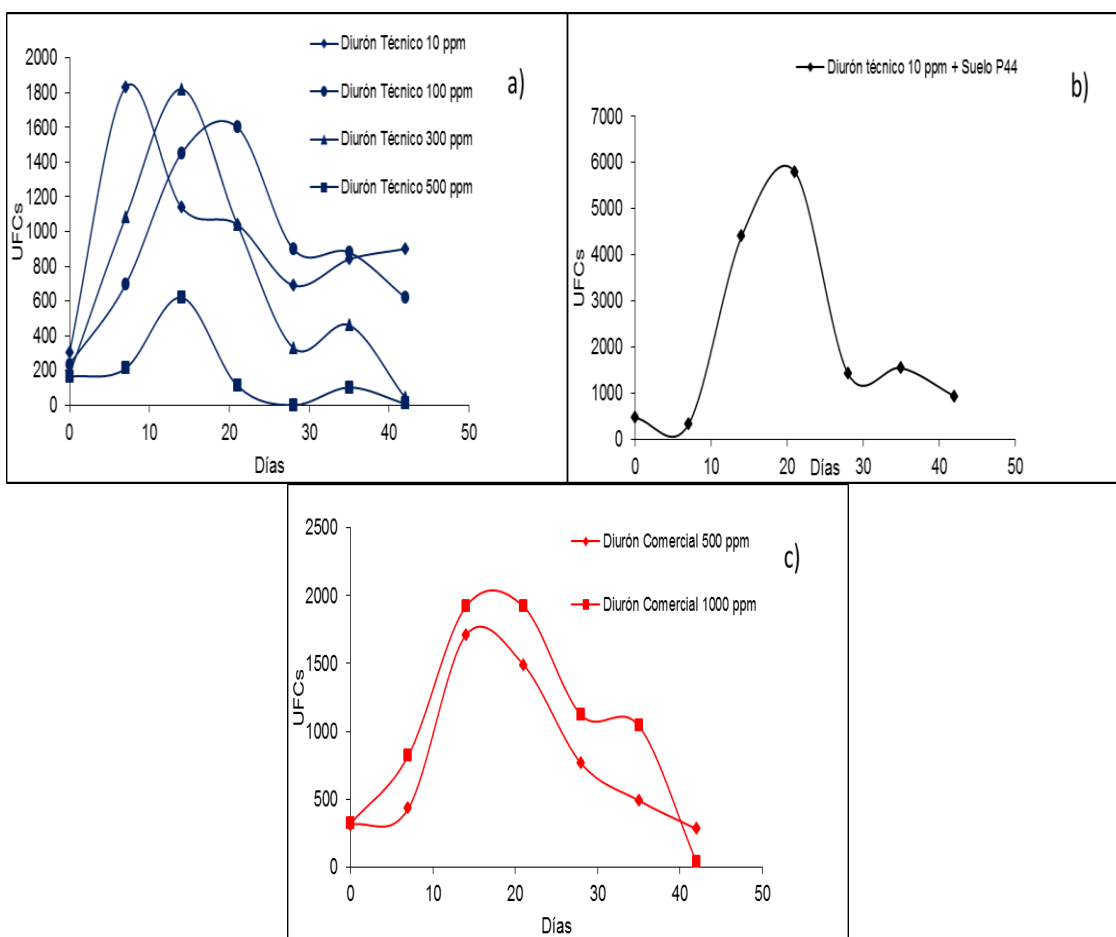 Diurón Técnico 10 ppm
Diurón Técnico 100 ppm
Diurón Técnico 300 ppm
Diurón Técnico 500 ppm
a)
2000
1800
1600
1400
1200
1000
800
600
400
200
0
UFCs
0 10 20 30 40 50
Días
Diurón técnico 10 ppm + Suelo P44
b)
7000
6000
5000
4000
3000
2000
1000
0
UFCs
0 10 20 30 40 50
Días
Diurón Comercial 500 ppm
Diurón Comercial 1000 ppm
c)
2500
2000
1500
1000
500
0
UFCs
0 10 20 30 40 50
Días